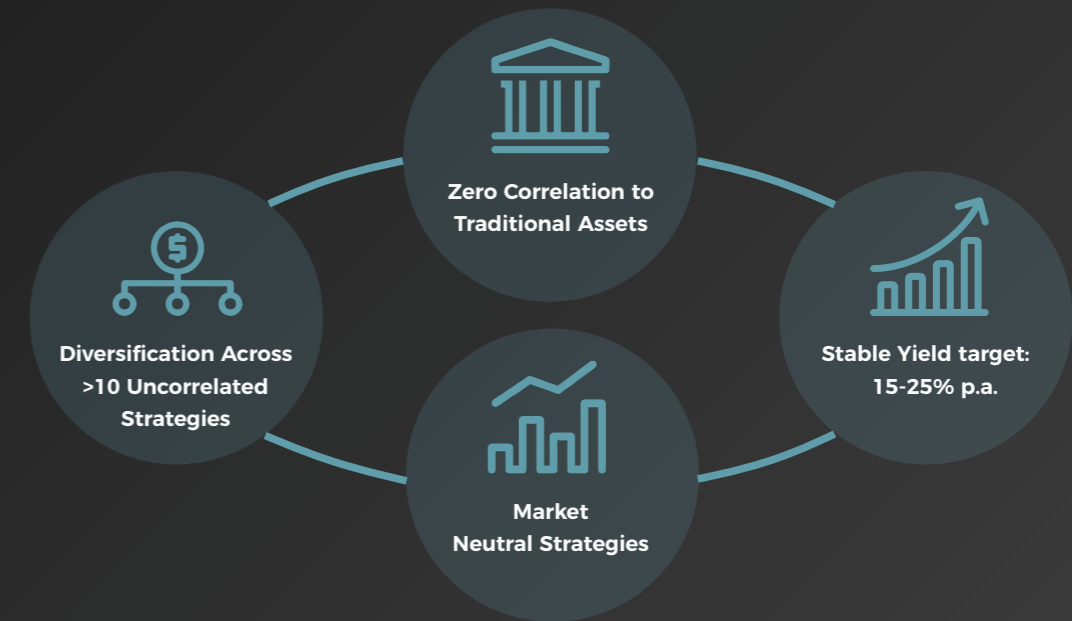 Zero Correlation to
Traditional Assets
Diversification Across
>10 Uncorrelated
Strategies
Stable Yield target:
15-25% p.a.
Market
Neutral Strategies